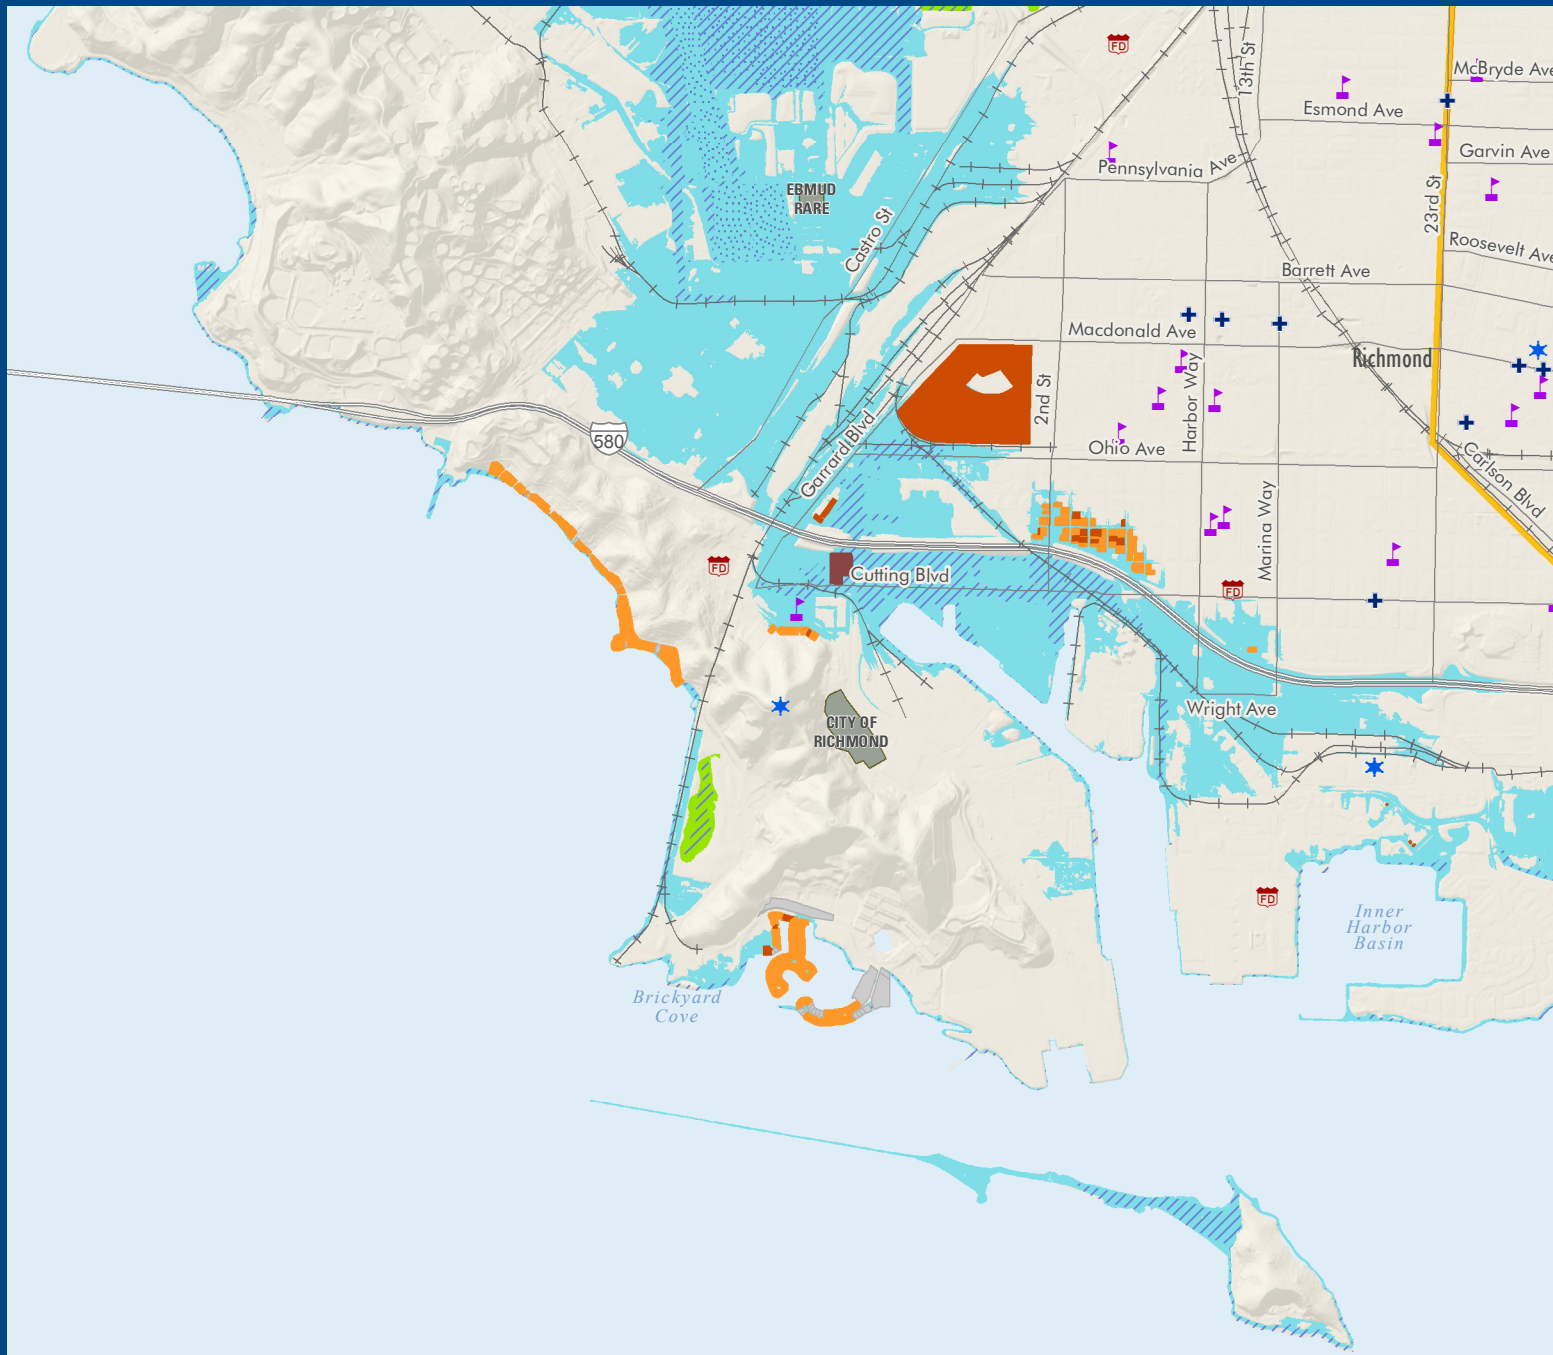 FD
13th St
McBryde Ave
Esmond Ave
Garvin Ave
Pennsylvania Ave
EBMUD
RARE
23rd St
Castro St
Roosevelt Ave
Barrett Ave
Macdonald Ave
Richmond
2nd St
Harbor Way
580
Garrard Blvd
Ohio Ave
Carlson Blvd
Marina Way
FD
Cutting Blvd
FD
CITY OF
RICHMOND
Wright Ave
FD
Inner
Harbor
Basin
Brickyard
Cove